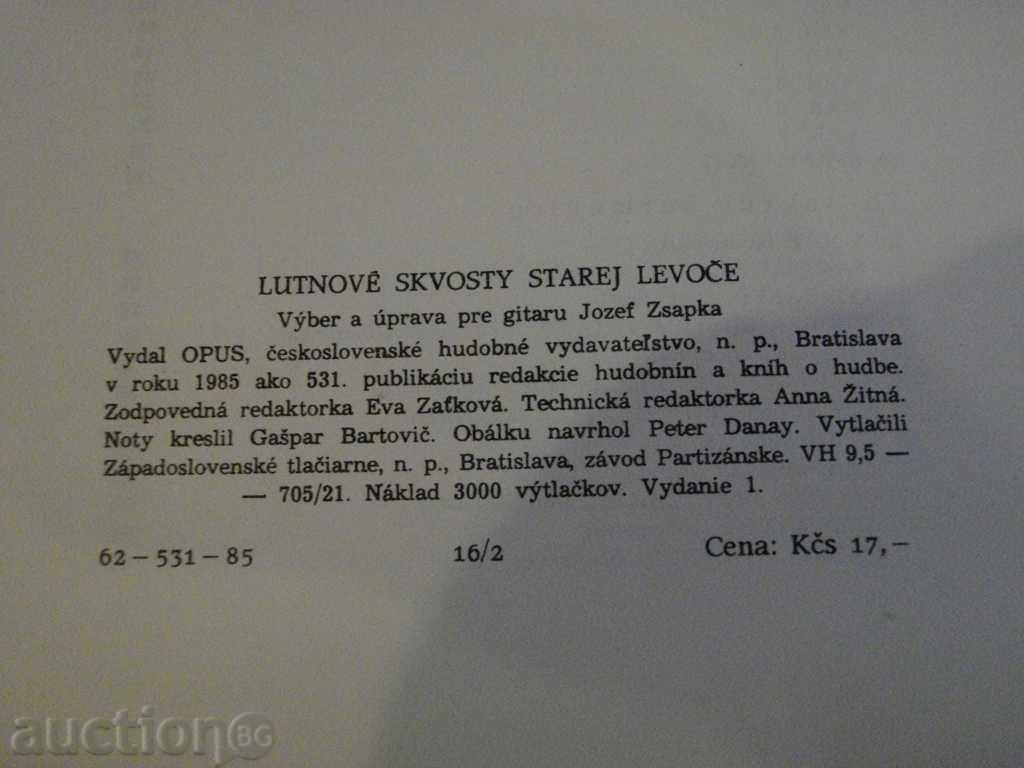 LUTNOVÉ SKVOSTY STAREJ LEVOČE
Výber a úprava pre gitaru Jozef Zsapka
Vydal OPUS, československé hudobné vydavateľstvo, n. p., Bratislava
v roku 1985 ako 531. publikáciu redakcie hudobnín a kníh o hudbe.
Zodpovedná redaktorka Eva Zaťková. Technická redaktorka Anna Žitná.
Noty kreslil Gašpar Bartovič. Obálku navrhol Peter Danay. Vytlačili
Západoslovenské tlačiarne, n. p., Bratislava, závod Partizánske. VH 9,5 —
— 705/21. Náklad 3000 výtlačkov. Vydanie 1.
62 – 531 – 85 16/2 Cena: Kčs 17,–
auctionBG